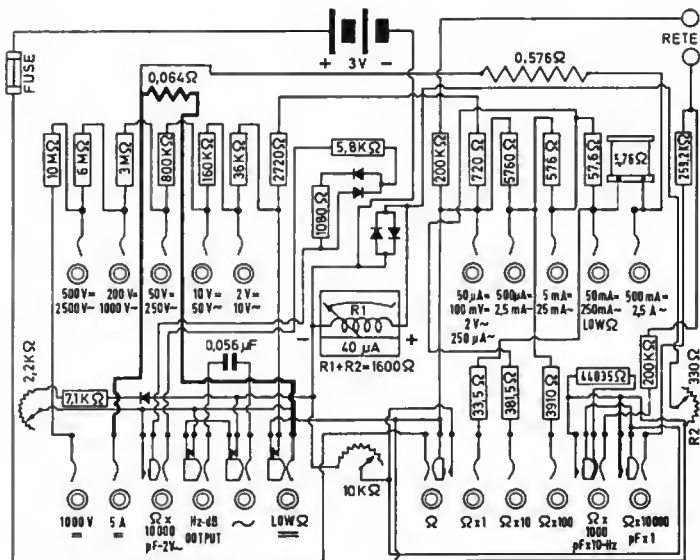 RETE
+ 3V -
FUSE
0,064Ω
0.576Ω
10MΩ
6MΩ
3MΩ
800KΩ
160KΩ
36KΩ
2720Ω
5,8KΩ
1080Ω
200KΩ
720Ω
5760Ω
576Ω
57,6Ω
5,76Ω
259,2KΩ
500V=
2500V~
200V=
1000V~
50V=
250V~
10V=
50V~
2V=
10V~
R1
- +
40 µA
R1+R2=1600Ω
50µA=
100mV=
2V~
250µA~
500µA=
2,5mA~
5mA=
25mA~
50mA=
250mA~
LOWΩ
500mA=
2,5A~
2,2KΩ
7,1KΩ
0,056µF
33,5Ω
381,5Ω
3910Ω
44035Ω
200KΩ
330Ω
R2
10KΩ
1000V
=
5A
=
Ωx
10000
pF-2V~
Hz-dB
OUTPUT
~
LOWΩ
=
Ω
Ωx1
Ωx10
Ωx100
Ωx
1000
pFx10-Hz
Ωx10000
pFx1